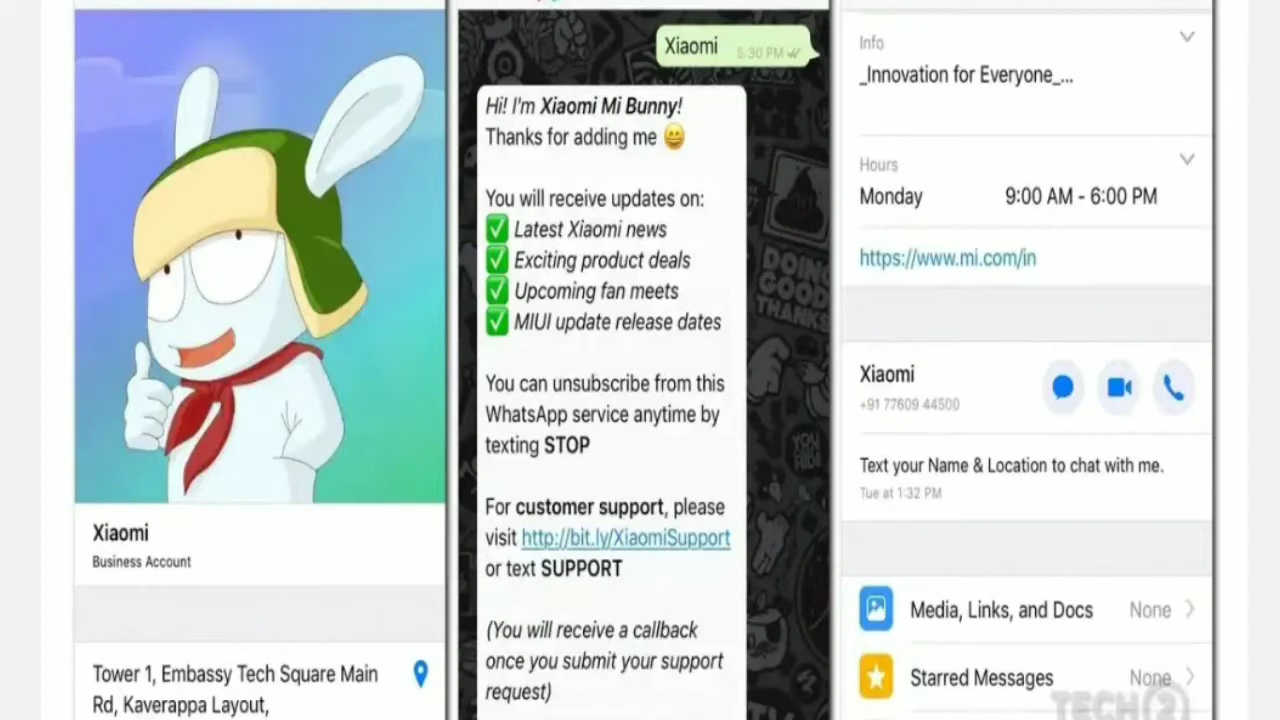 Xiaomi
Business Account
Tower 1, Embassy Tech Square Main
Rd, Kaverappa Layout,
Xiaomi 5:30 PM
Hi! I'm Xiaomi Mi Bunny!
Thanks for adding me 😄
You will receive updates on:
✅ Latest Xiaomi news
✅ Exciting product deals
✅ Upcoming fan meets
✅ MIUI update release dates
You can unsubscribe from this
WhatsApp service anytime by
texting STOP
For customer support, please
visit http://bit.ly/XiaomiSupport
or text SUPPORT
(You will receive a callback
once you submit your support
request)
DOING
GOOD
THANKS
Info
_Innovation for Everyone_...
Hours
Monday 9:00 AM - 6:00 PM
https://www.mi.com/in
Xiaomi
+91 77609 44500
Text your Name & Location to chat with me.
Tue at 1:32 PM
Media, Links, and Docs None
Starred Messages None
TECH2